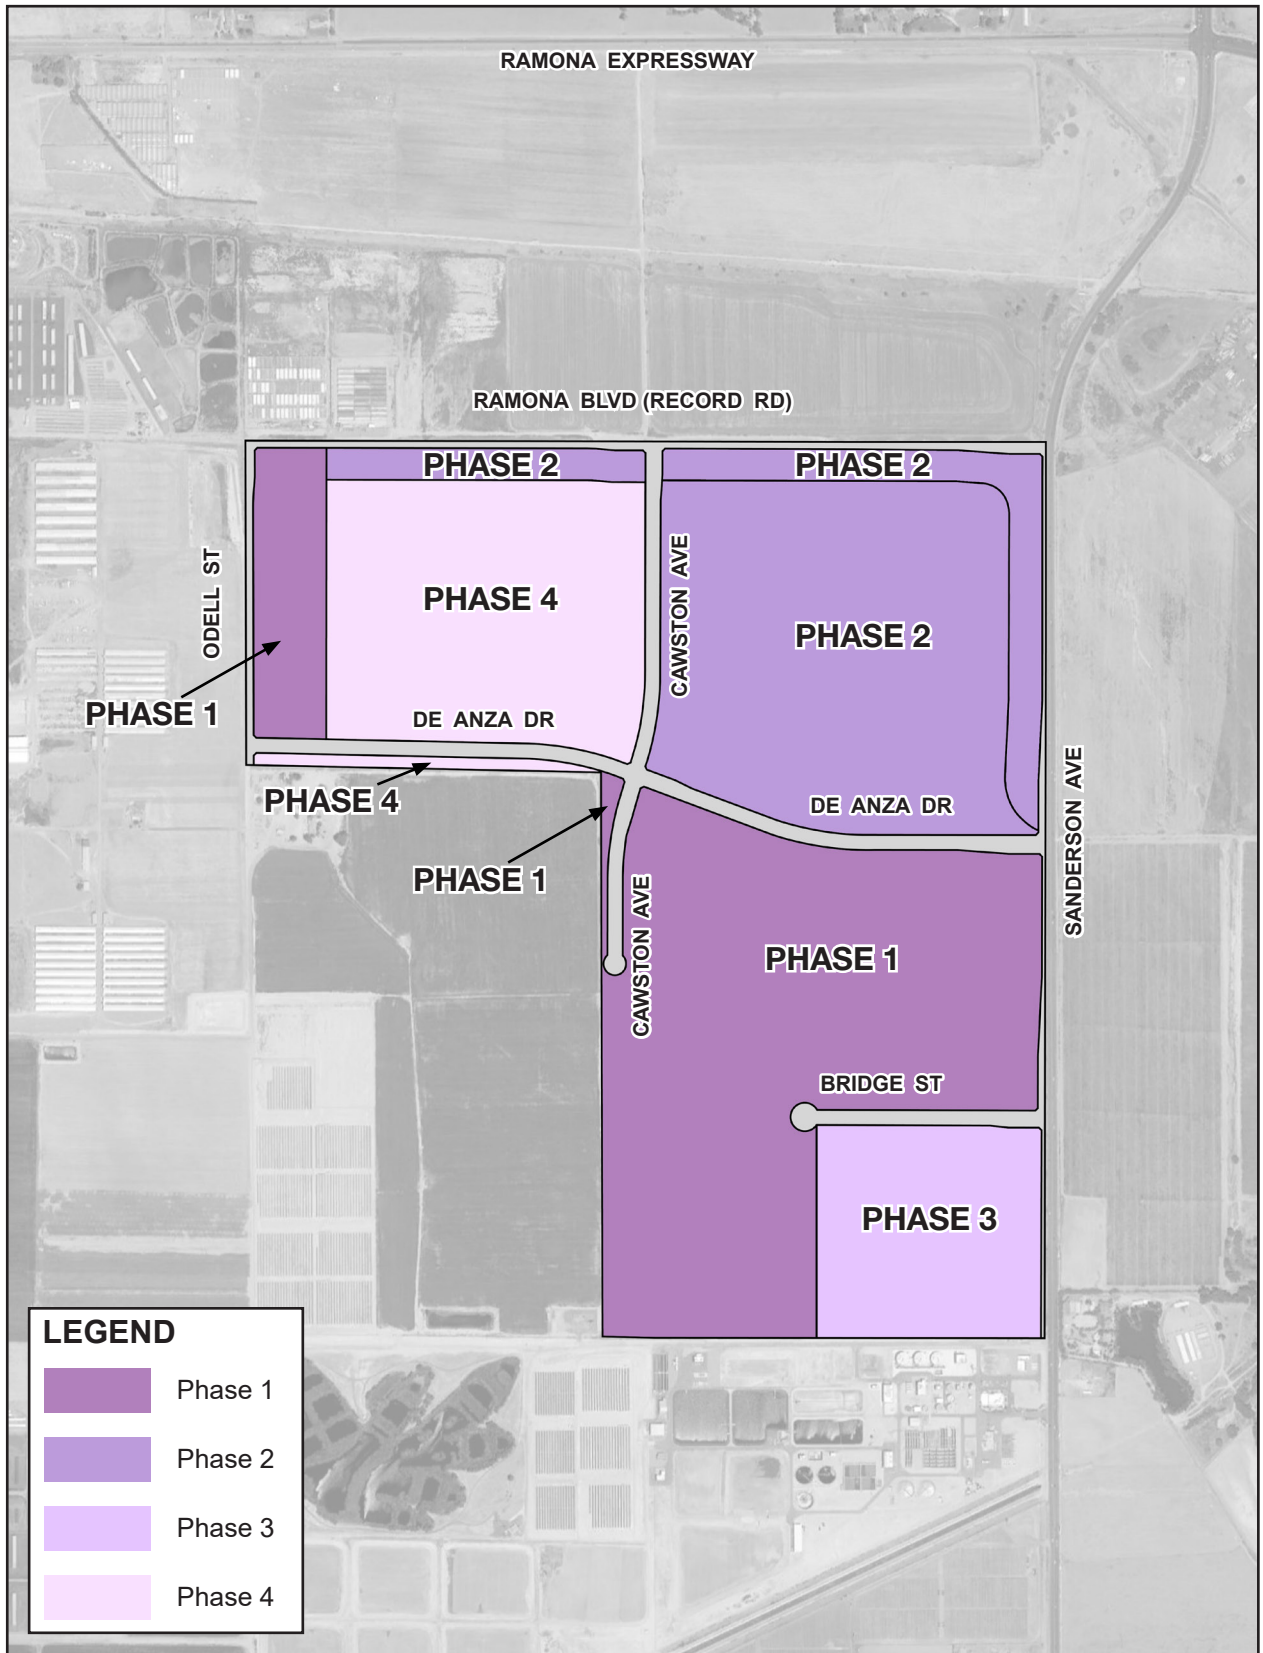 RAMONA EXPRESSWAY
RAMONA BLVD (RECORD RD)
PHASE 2
PHASE 2
ODELL ST
CAWSTON AVE
PHASE 4
PHASE 2
PHASE 1
DE ANZA DR
PHASE 4
DE ANZA DR
SANDERSON AVE
PHASE 1
CAWSTON AVE
PHASE 1
BRIDGE ST
PHASE 3
LEGEND
Phase 1
Phase 2
Phase 3
Phase 4